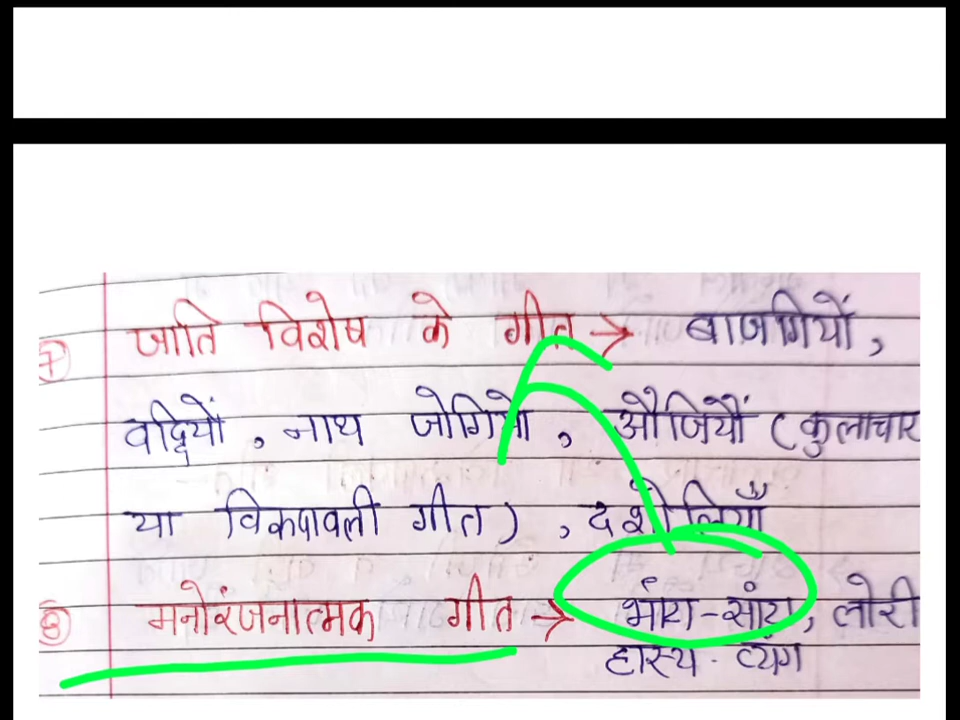 ⑦ जाति विशेष के गीत → बाजगियों,
वद्दियों, नाथ जोगियो, औजियौं (कुलाचार
या विकदावली गीत), दशोलियाँ
⑧ मनोरंजनात्मक गीत → भांय-सांय, लोरी
हास्य - व्यंग